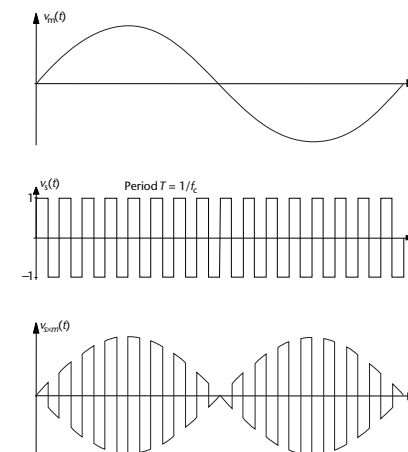 vm(t)
vs(t)
Period T = 1/fc
1
–1
vs×m(t)